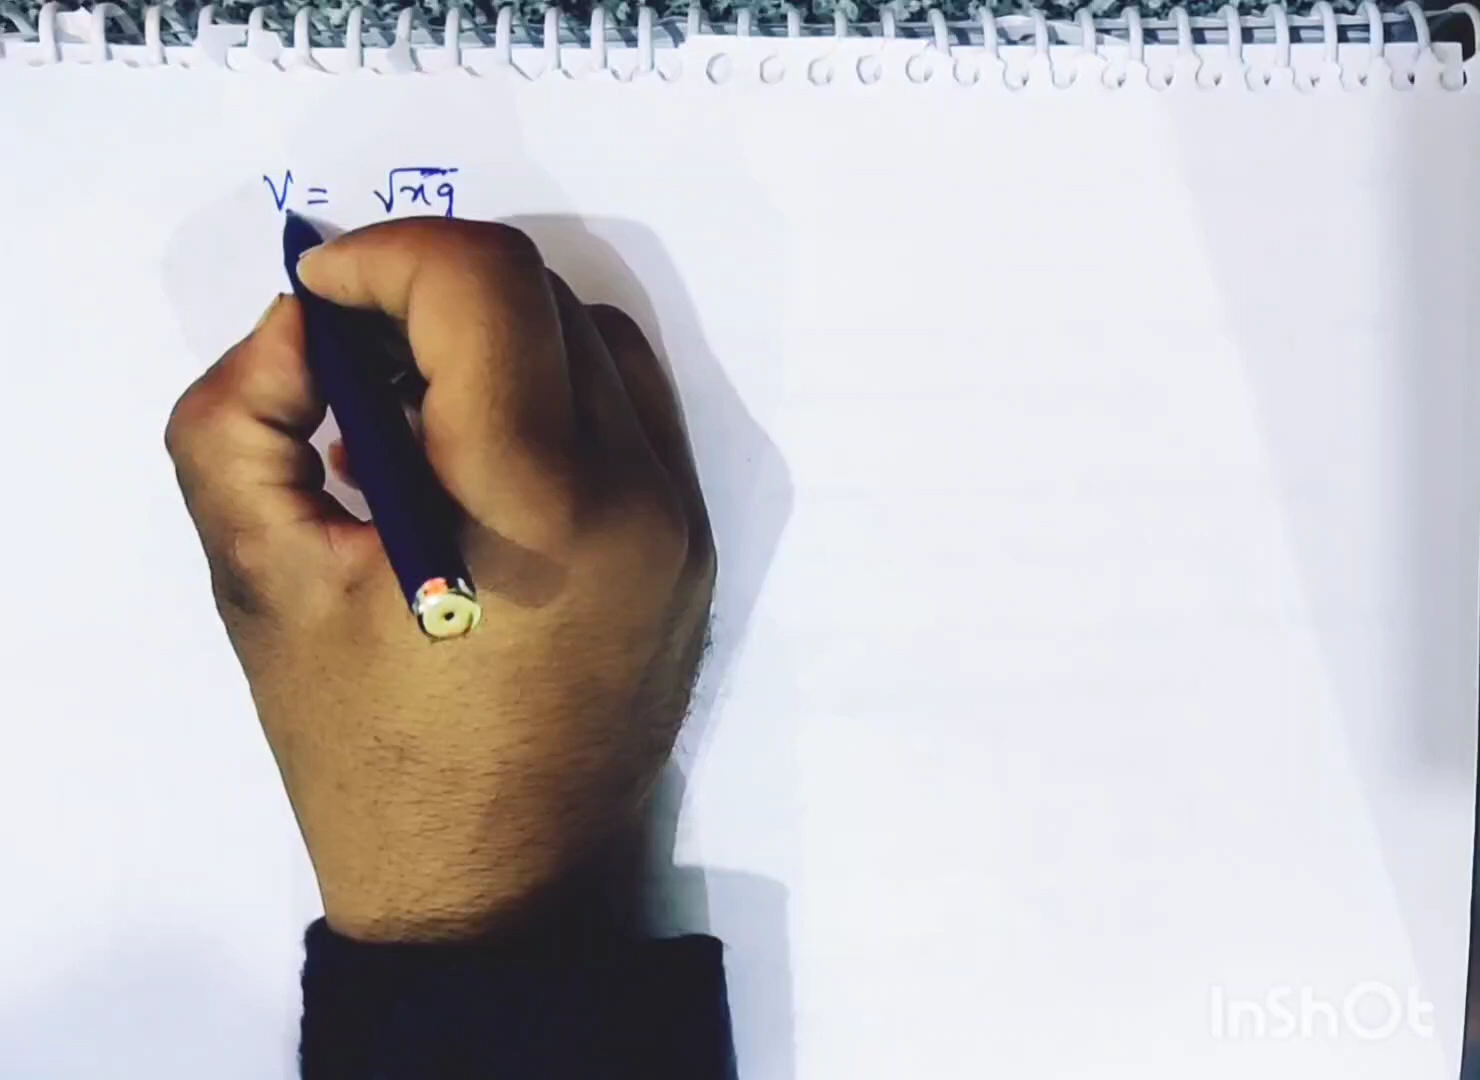 V = √xg
InShOt